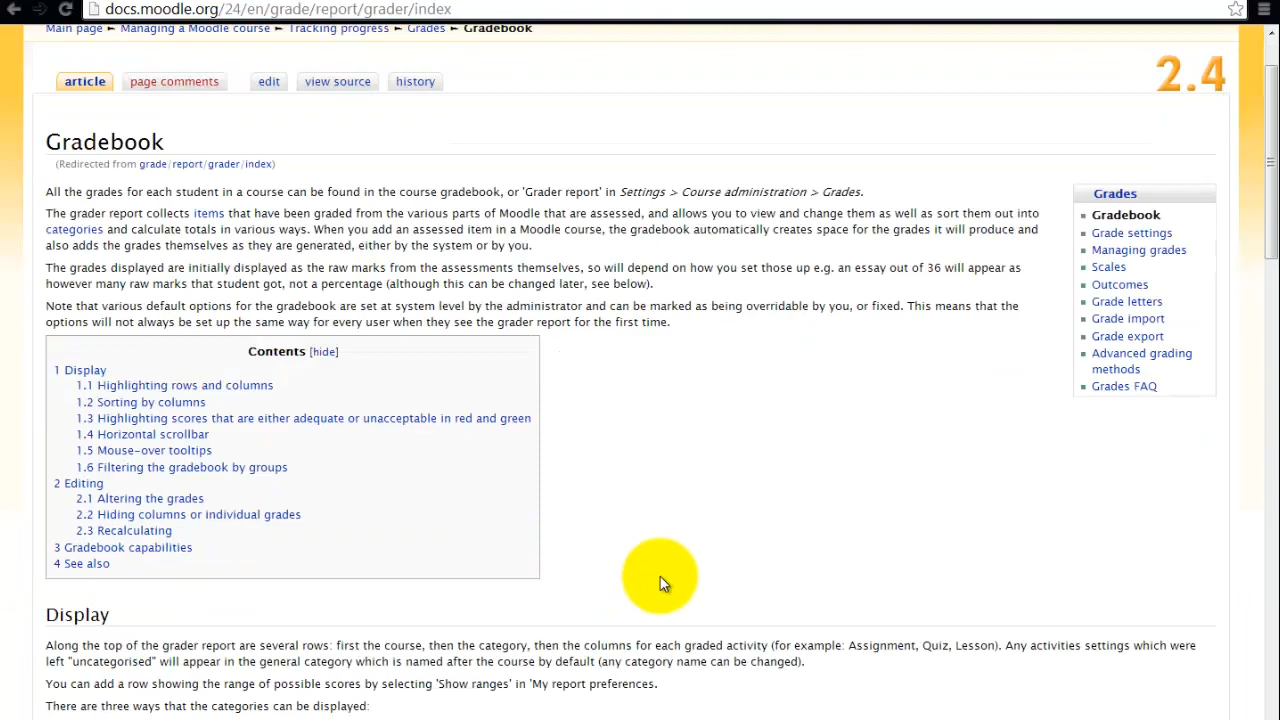 docs.moodle.org/24/en/grade/report/grader/index
Main page ► Managing a Moodle course ► Tracking progress ► Grades ► Gradebook
article page comments edit view source history
2.4
Gradebook
(Redirected from grade/report/grader/index)
All the grades for each student in a course can be found in the course gradebook, or 'Grader report' in Settings > Course administration > Grades.
The grader report collects items that have been graded from the various parts of Moodle that are assessed, and allows you to view and change them as well as sort them out into
categories and calculate totals in various ways. When you add an assessed item in a Moodle course, the gradebook automatically creates space for the grades it will produce and
also adds the grades themselves as they are generated, either by the system or by you.
The grades displayed are initially displayed as the raw marks from the assessments themselves, so will depend on how you set those up e.g. an essay out of 36 will appear as
however many raw marks that student got, not a percentage (although this can be changed later, see below).
Note that various default options for the gradebook are set at system level by the administrator and can be marked as being overridable by you, or fixed. This means that the
options will not always be set up the same way for every user when they see the grader report for the first time.
Grades
Gradebook
Grade settings
Managing grades
Scales
Outcomes
Grade letters
Grade import
Grade export
Advanced grading
methods
Grades FAQ
Contents [hide]
1 Display
1.1 Highlighting rows and columns
1.2 Sorting by columns
1.3 Highlighting scores that are either adequate or unacceptable in red and green
1.4 Horizontal scrollbar
1.5 Mouse-over tooltips
1.6 Filtering the gradebook by groups
2 Editing
2.1 Altering the grades
2.2 Hiding columns or individual grades
2.3 Recalculating
3 Gradebook capabilities
4 See also
Display
Along the top of the grader report are several rows: first the course, then the category, then the columns for each graded activity (for example: Assignment, Quiz, Lesson). Any activities settings which were
left "uncategorised" will appear in the general category which is named after the course by default (any category name can be changed).
You can add a row showing the range of possible scores by selecting 'Show ranges' in 'My report preferences.
There are three ways that the categories can be displayed: